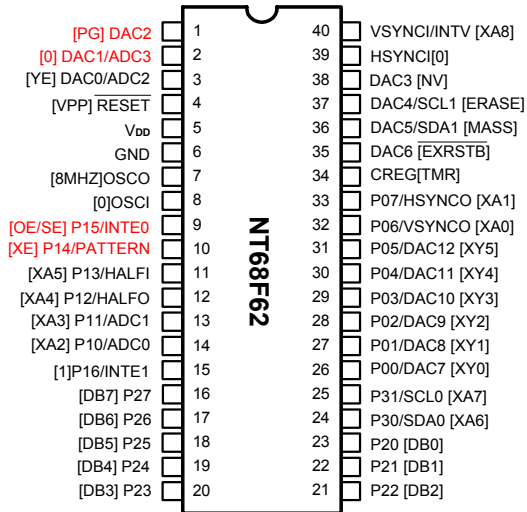 [PG] DAC2 1 40 VSYNCI/INTV [XA8]
[0] DAC1/ADC3 2 39 HSYNCI[0]
[YE] DAC0/ADC2 3 38 DAC3 [NV]
[VPP] RESET 4 37 DAC4/SCL1 [ERASE]
VDD 5 36 DAC5/SDA1 [MASS]
GND 6 35 DAC6 [EXRSTB]
[8MHZ]OSCO 7 34 CREG[TMR]
[0]OSCI 8 33 P07/HSYNCO [XA1]
[OE/SE] P15/INTE0 9 32 P06/VSYNCO [XA0]
[XE] P14/PATTERN 10 31 P05/DAC12 [XY5]
[XA5] P13/HALFI 11 30 P04/DAC11 [XY4]
[XA4] P12/HALFO 12 29 P03/DAC10 [XY3]
[XA3] P11/ADC1 13 28 P02/DAC9 [XY2]
[XA2] P10/ADC0 14 27 P01/DAC8 [XY1]
[1]P16/INTE1 15 26 P00/DAC7 [XY0]
[DB7] P27 16 25 P31/SCL0 [XA7]
[DB6] P26 17 24 P30/SDA0 [XA6]
[DB5] P25 18 23 P20 [DB0]
[DB4] P24 19 22 P21 [DB1]
[DB3] P23 20 21 P22 [DB2]
NT68F62